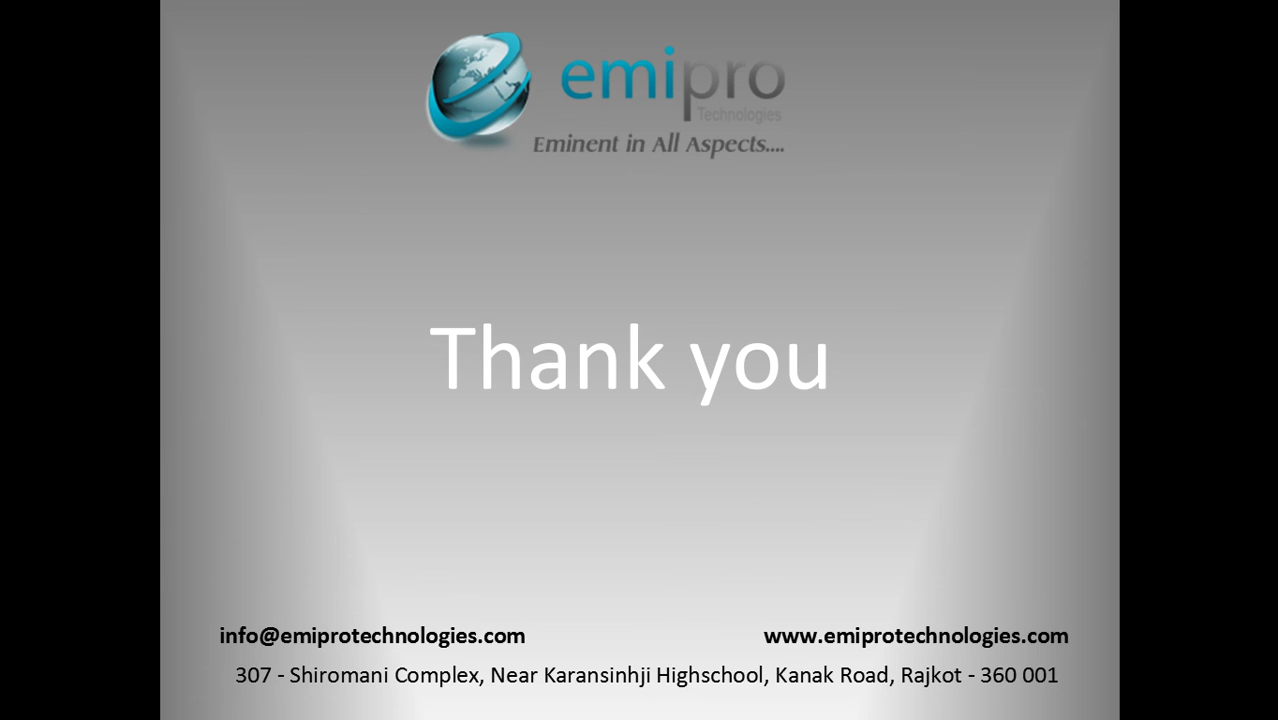 emipro
Technologies
Eminent in All Aspects....
Thank you
info@emiprotechnologies.com www.emiprotechnologies.com
307 - Shiromani Complex, Near Karansinhji Highschool, Kanak Road, Rajkot - 360 001